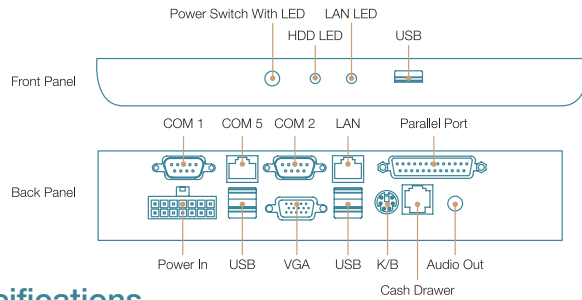 Power Switch With LED LAN LED
HDD LED USB
Front Panel
COM 1 COM 5 COM 2 LAN Parallel Port
Back Panel
Power In USB VGA USB K/B Audio Out
Cash Drawer